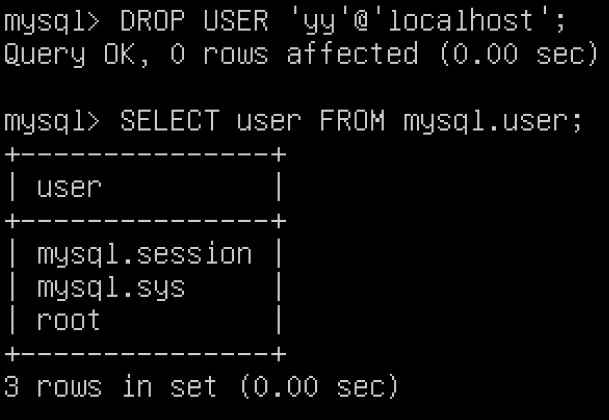 mysql> DROP USER 'yy'@'localhost';
Query OK, 0 rows affected (0.00 sec)
mysql> SELECT user FROM mysql.user;
+---------------+
| user          |
+---------------+
| mysql.session |
| mysql.sys     |
| root          |
+---------------+
3 rows in set (0.00 sec)